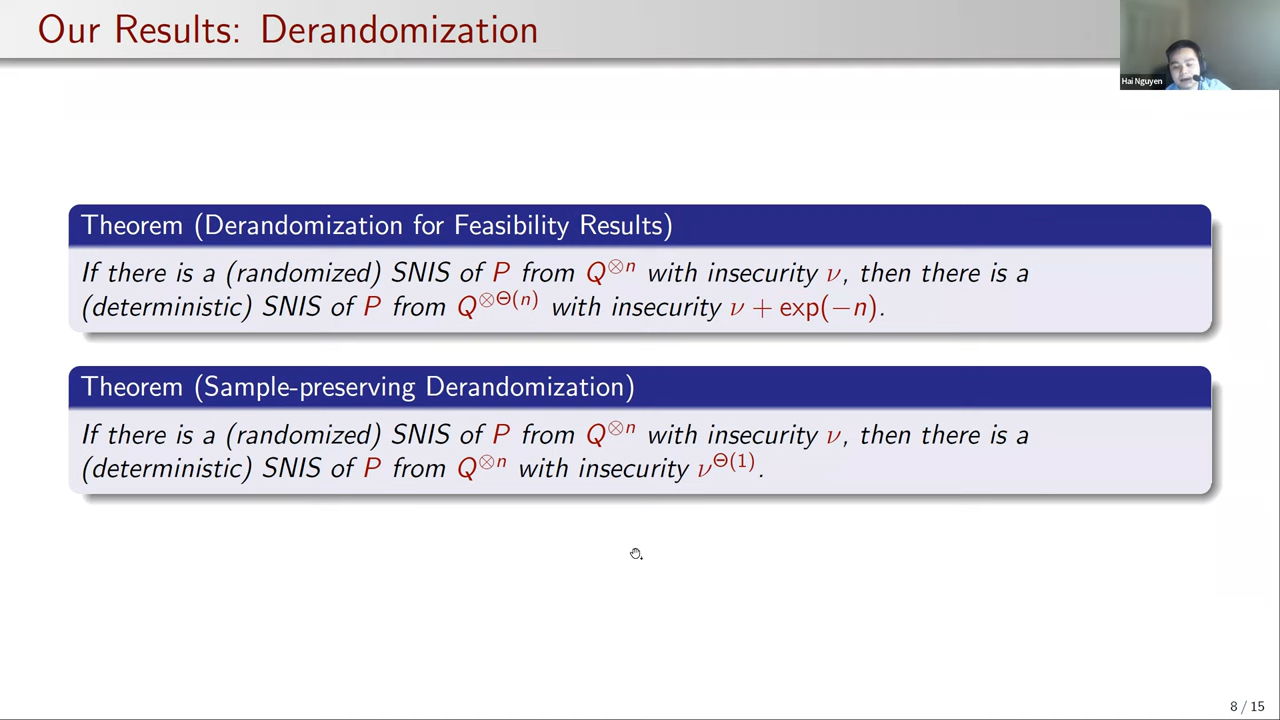 Our Results: Derandomization
Hai Nguyen
Theorem (Derandomization for Feasibility Results)
If there is a (randomized) SNIS of P from Q^{⊗n} with insecurity ν, then there is a
(deterministic) SNIS of P from Q^{⊗Θ(n)} with insecurity ν + exp(−n).
Theorem (Sample-preserving Derandomization)
If there is a (randomized) SNIS of P from Q^{⊗n} with insecurity ν, then there is a
(deterministic) SNIS of P from Q^{⊗n} with insecurity ν^{Θ(1)}.
8 / 15